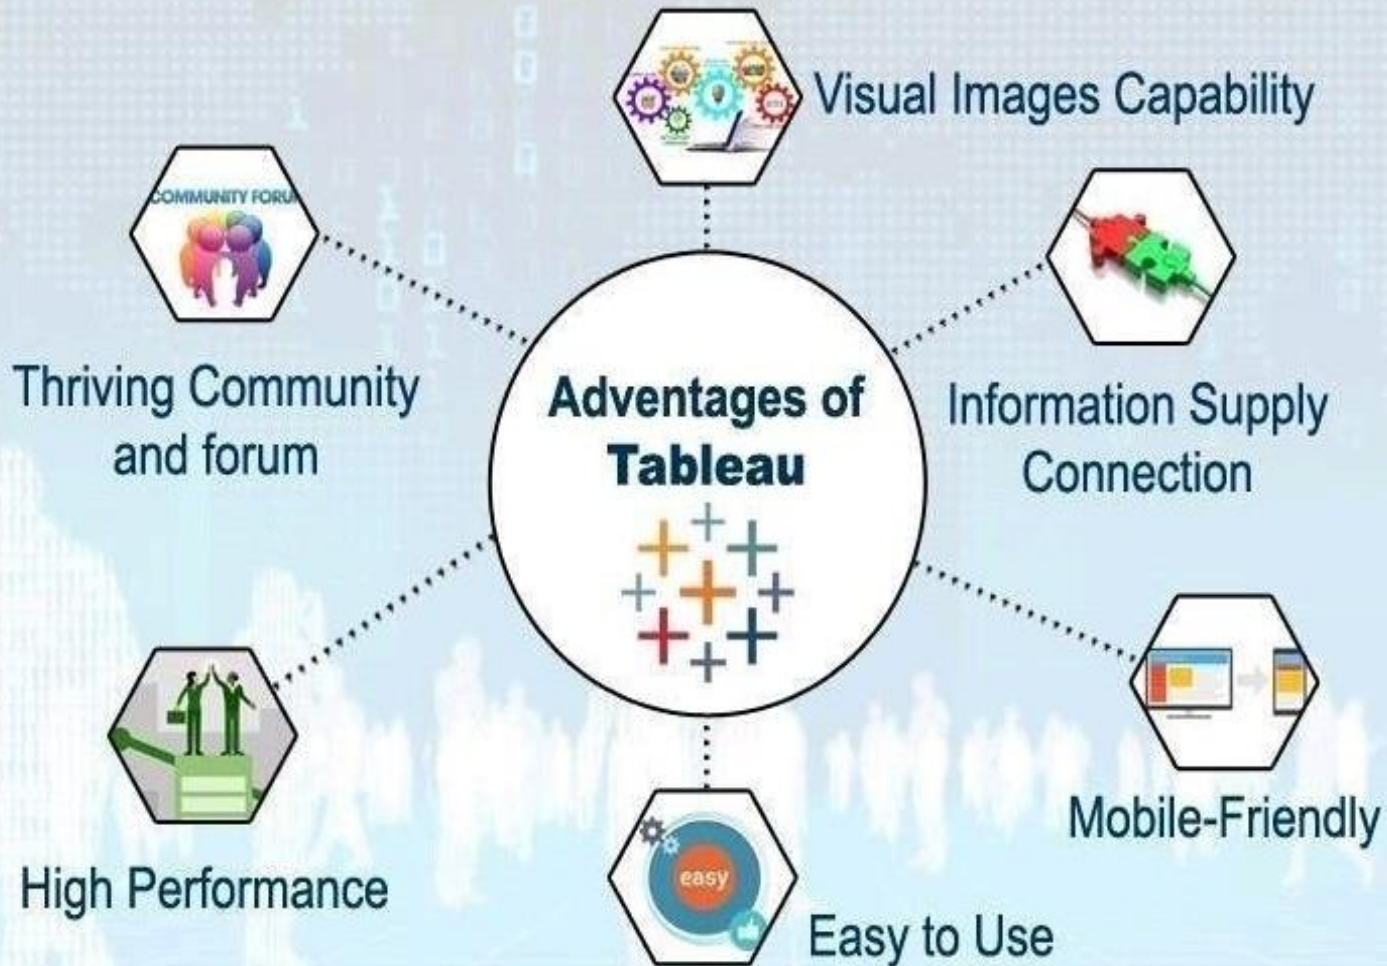 Visual Images Capability
COMMUNITY FORU
Thriving Community
and forum
Adventages of
Tableau
Information Supply
Connection
Mobile-Friendly
High Performance
easy
Easy to Use